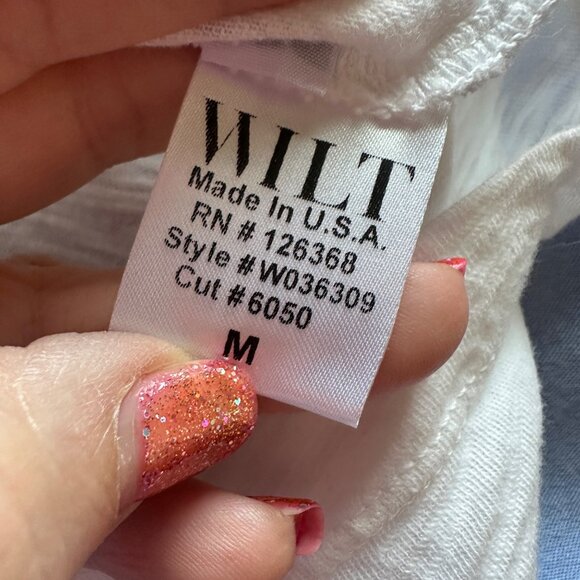 WILT
Made In U.S.A.
RN # 126368
Style #W036309
Cut #6050
M